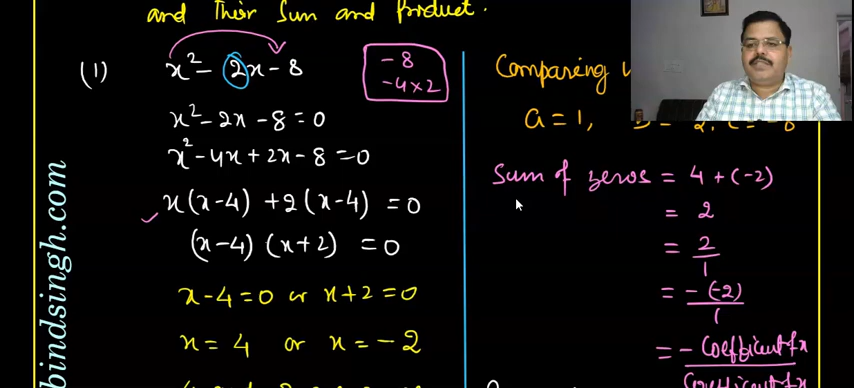 and Their Sum and Product.
(1) x² - 2x - 8
-8
-4 × 2
x² - 2x - 8 = 0
x² - 4x + 2x - 8 = 0
x(x-4) + 2(x-4) = 0
(x-4) (x+2) = 0
x-4=0 or x+2=0
x = 4 or x = -2
Comparing
a = 1,
Sum of zeros = 4 + (-2)
= 2
= 2/1
= -(-2)/1
= - Coefficient of x
bindsingh.com